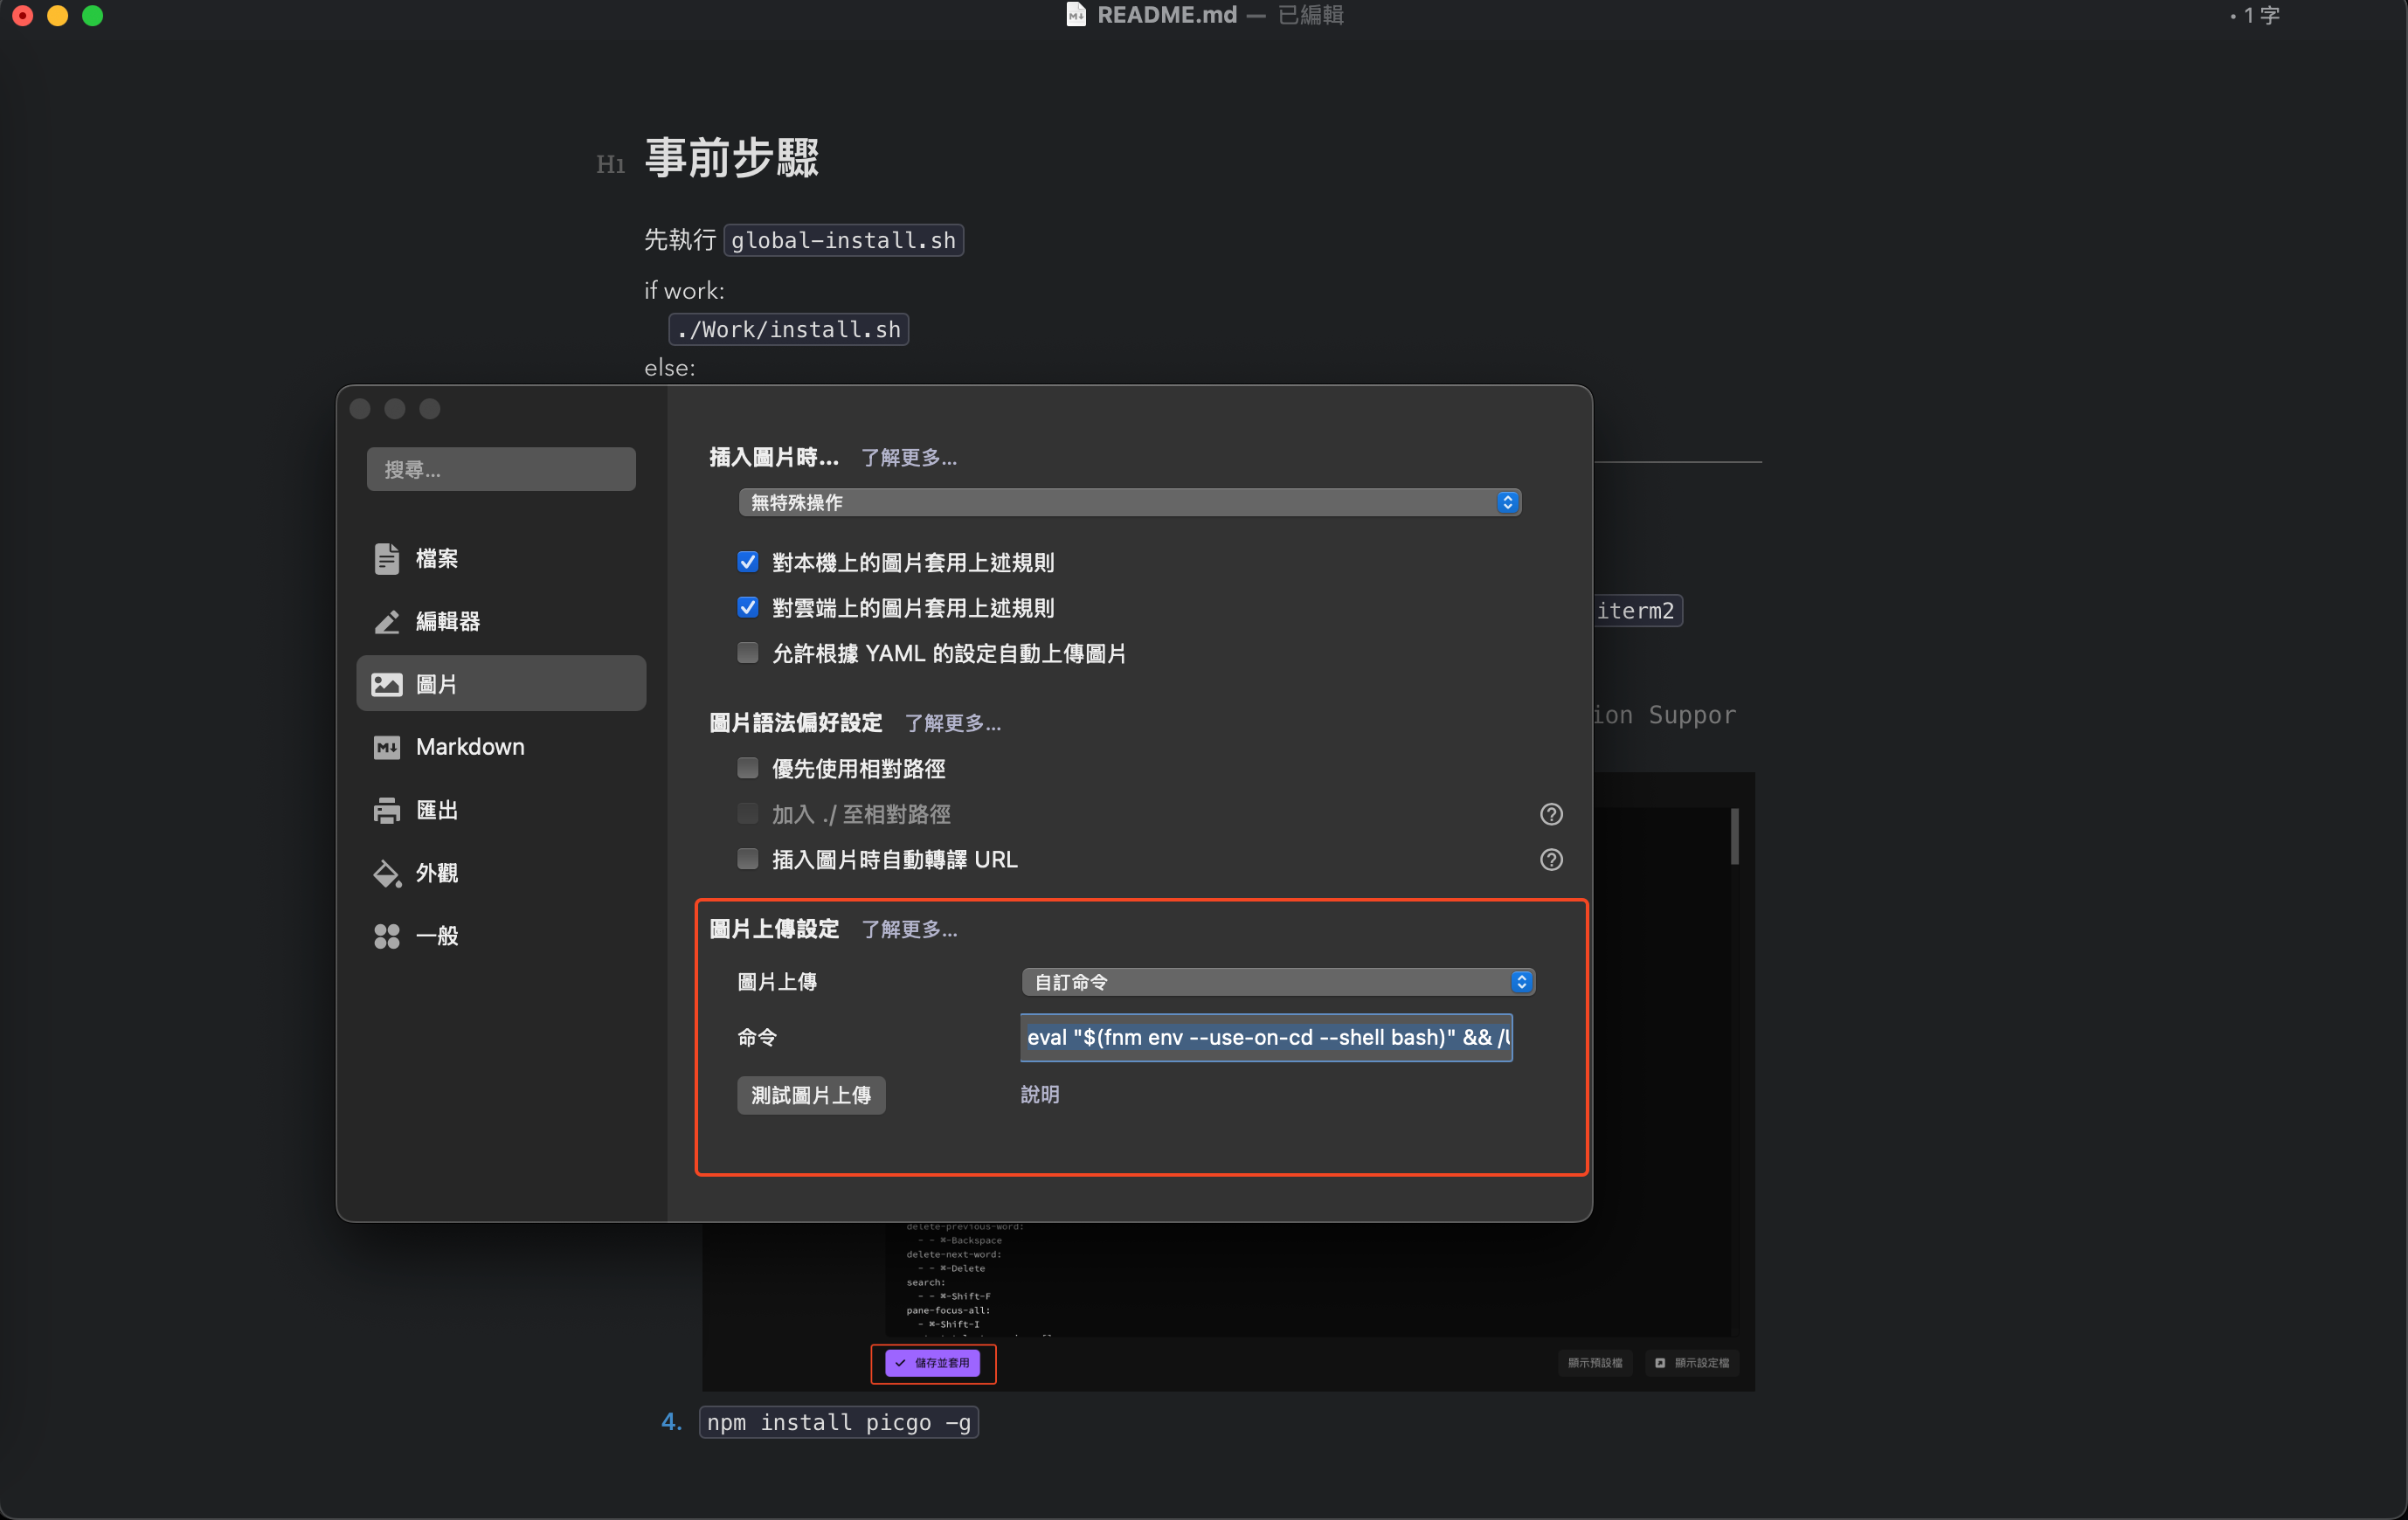 README.md — 已編輯
• 1 字
H1 事前步驟
先執行 global-install.sh
if work:
./Work/install.sh
else:
搜尋...
檔案
編輯器
圖片
Markdown
匯出
外觀
一般
插入圖片時... 了解更多...
無特殊操作
對本機上的圖片套用上述規則
對雲端上的圖片套用上述規則
允許根據 YAML 的設定自動上傳圖片
圖片語法偏好設定 了解更多...
優先使用相對路徑
加入 ./ 至相對路徑
插入圖片時自動轉譯 URL
圖片上傳設定 了解更多...
圖片上傳 自訂命令
命令 eval "$(fnm env --use-on-cd --shell bash)" && /
測試圖片上傳 說明
iterm2
ion Suppor
delete-previous-word:
- - ⌘-Backspace
delete-next-word:
- - ⌘-Delete
search:
- - ⌘-Shift-F
pane-focus-all:
- ⌘-Shift-I
儲存並套用
顯示預設檔 顯示設定檔
4. npm install picgo -g